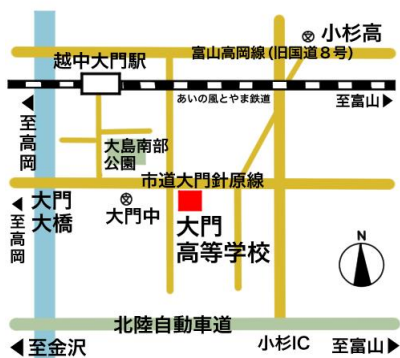 小杉高
富山高岡線(旧国道8号)
越中大門駅
あいの風とやま鉄道
至富山
至高岡
大島南部
公園
市道大門針原線
大門
大橋
至高岡
大門中
大門
高等学校
N
北陸自動車道
至金沢
小杉IC
至富山